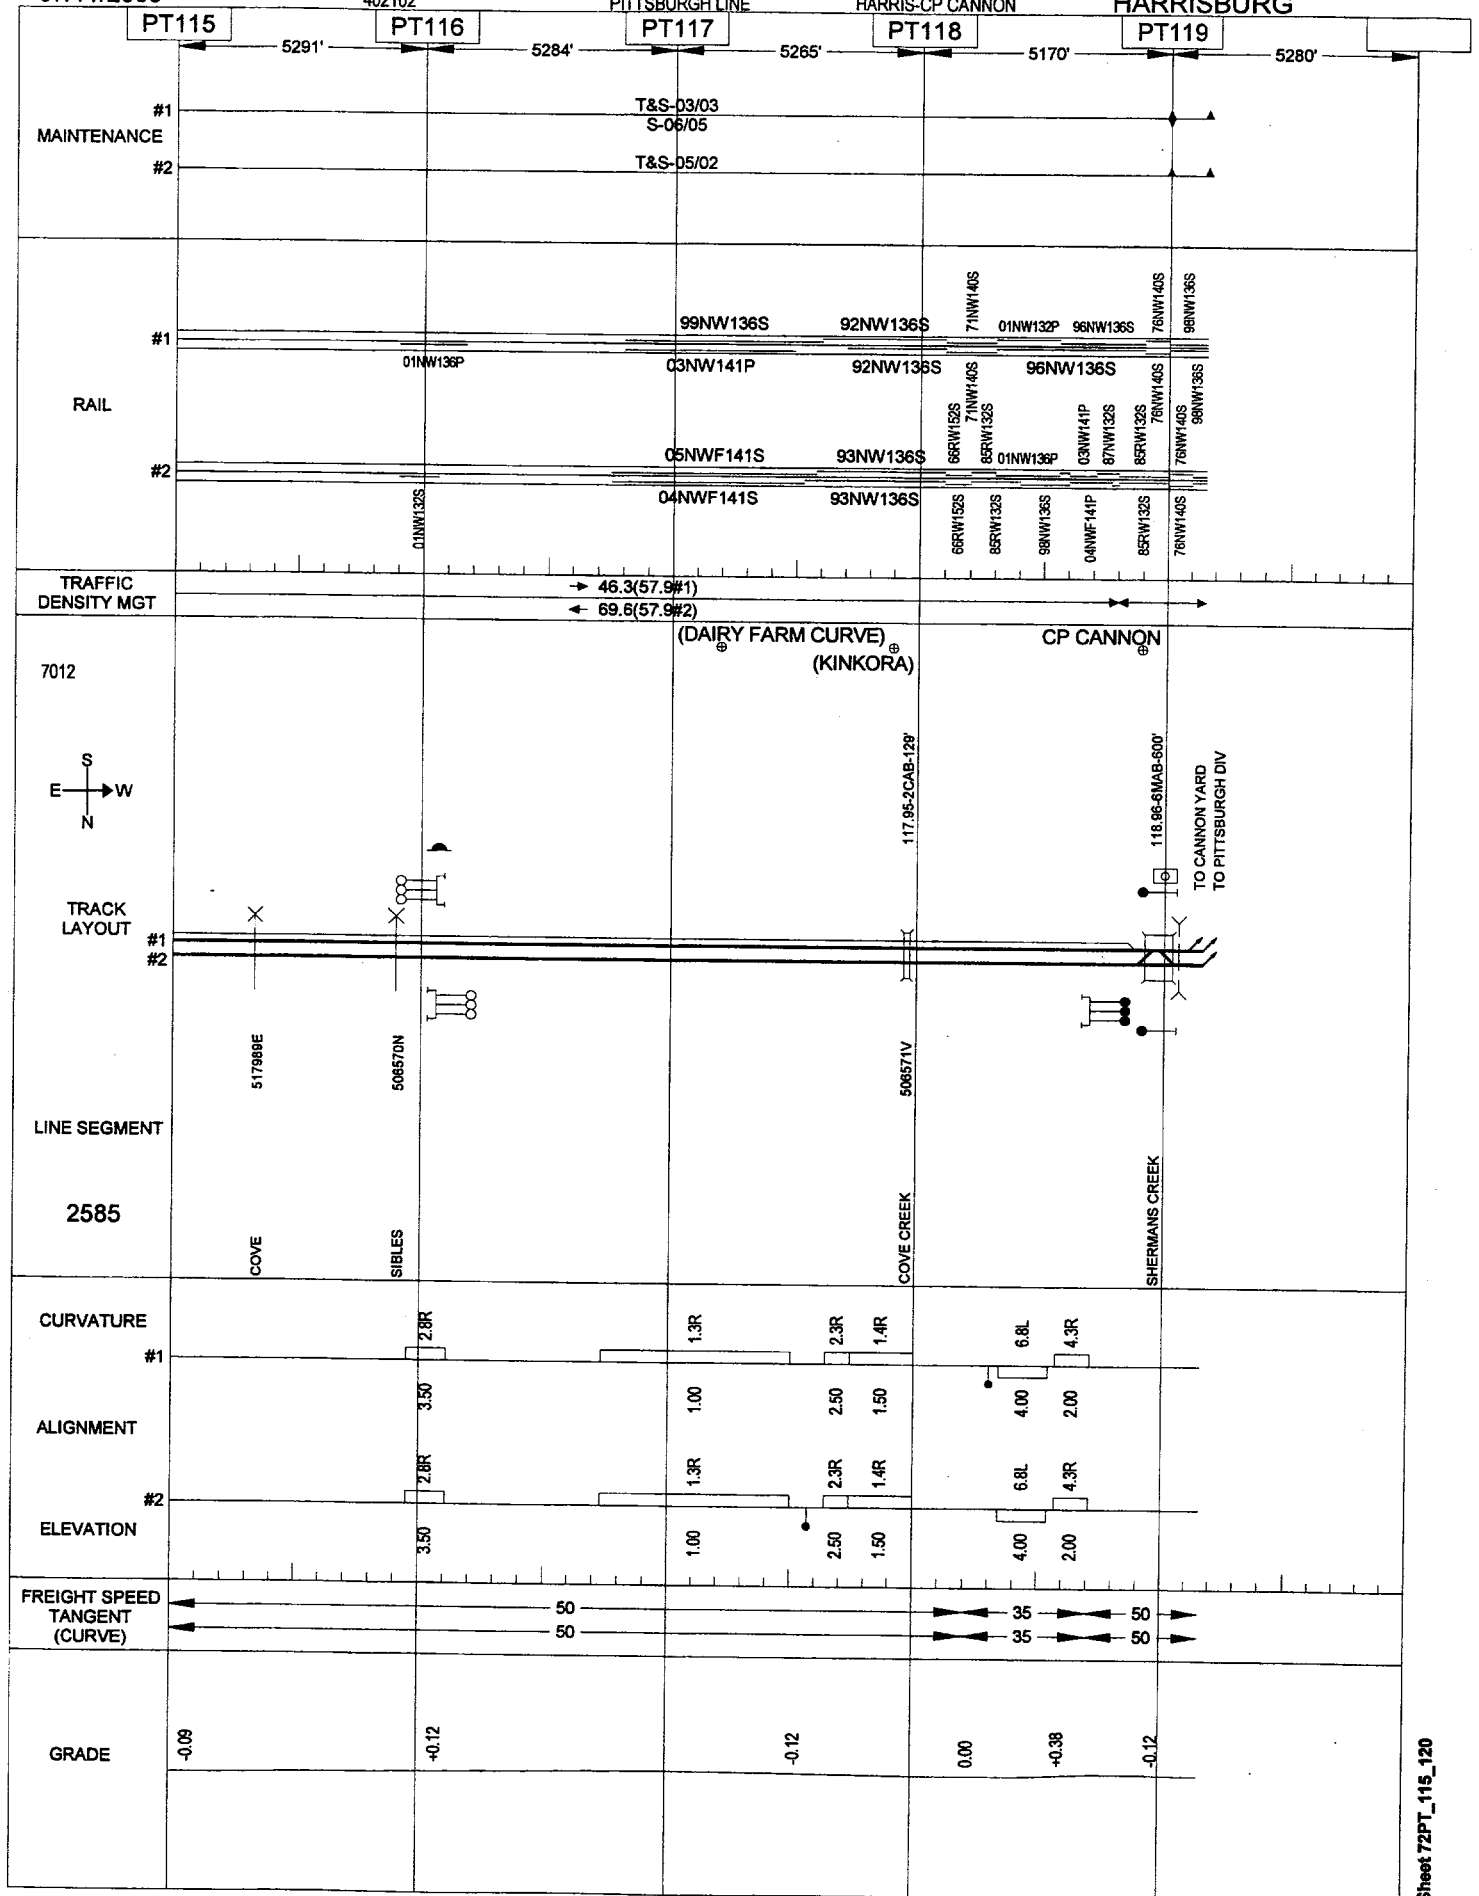 402102 PITTSBURGH LINE HARRIS-CP CANNON HARRISBURG
PT115 PT116 PT117 PT118 PT119
5291' 5284' 5265' 5170' 5280'
MAINTENANCE
#1 T&S-03/03
S-06/05
#2 T&S-05/02
RAIL
71NW140S 76NW140S 98NW136S
#1 99NW136S 92NW136S 01NW132P 96NW136S
01NW136P 03NW141P 92NW136S 96NW136S
66RW152S 71NW140S 85RW132S 03NW141P 87NW132S 85RW132S 76NW140S 76NW140S 98NW136S
#2 05NWF141S 93NW136S 01NW136P
04NWF141S 93NW136S
01NW132S 66RW152S 85RW132S 98NW136S 04NWF141P 85RW132S 76NW140S
TRAFFIC
DENSITY MGT
46.3(57.9#1)
69.6(57.9#2)
7012
(DAIRY FARM CURVE)
(KINKORA)
CP CANNON
S
E W
N
117.95-2CAB-129'
118.96-6MAB-600'
TO CANNON YARD
TO PITTSBURGH DIV
TRACK
LAYOUT
#1
#2
517989E 506570N 506571V
LINE SEGMENT
2585
COVE SIBLES COVE CREEK SHERMANS CREEK
CURVATURE
#1 2.8R 1.3R 2.3R 1.4R 6.8L 4.3R
3.50 1.00 2.50 1.50 4.00 2.00
ALIGNMENT
#2 2.8R 1.3R 2.3R 1.4R 6.8L 4.3R
ELEVATION
3.50 1.00 2.50 1.50 4.00 2.00
FREIGHT SPEED
TANGENT
(CURVE)
50 35 50
50 35 50
GRADE
-0.09 +0.12 -0.12 0.00 +0.38 -0.12
Sheet 72PT_115_120